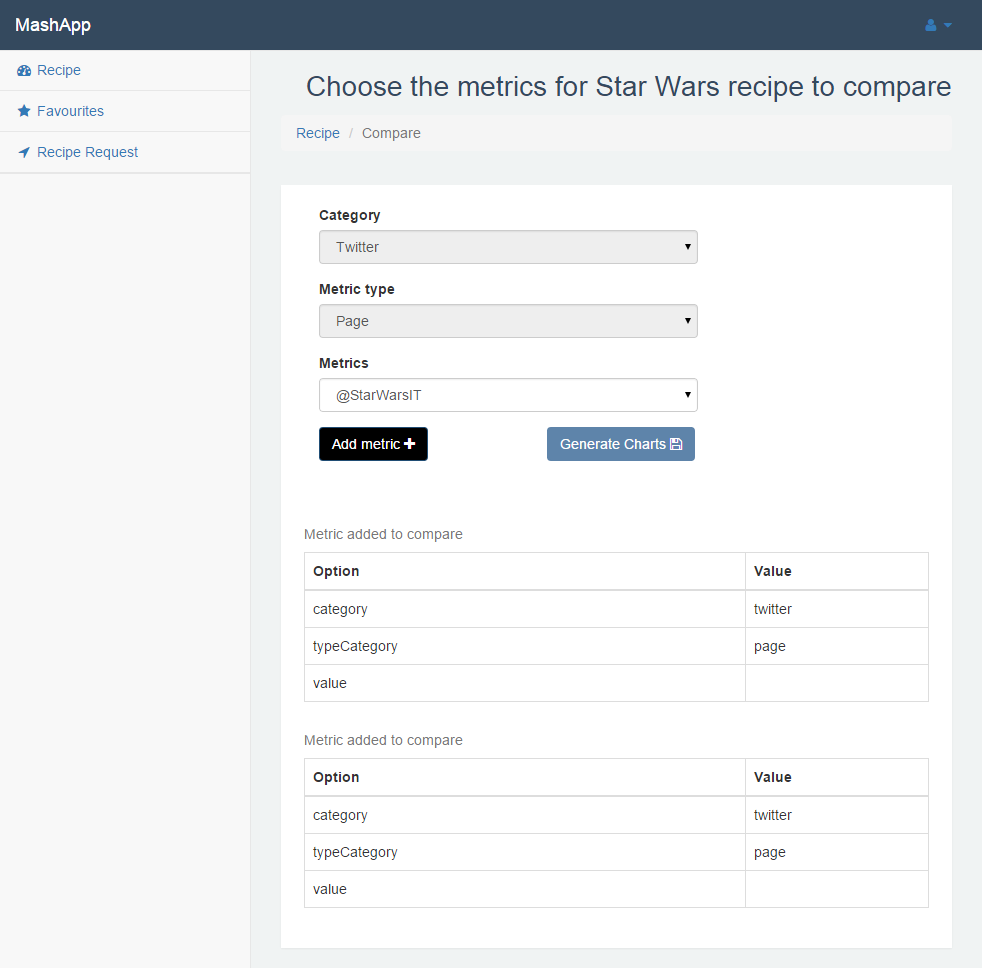 MashApp
Recipe
Favourites
Recipe Request
Choose the metrics for Star Wars recipe to compare
Recipe / Compare
Category
Twitter
Metric type
Page
Metrics
@StarWarsIT
Add metric
Generate Charts
Metric added to compare
Option Value
category twitter
typeCategory page
value
Metric added to compare
Option Value
category twitter
typeCategory page
value